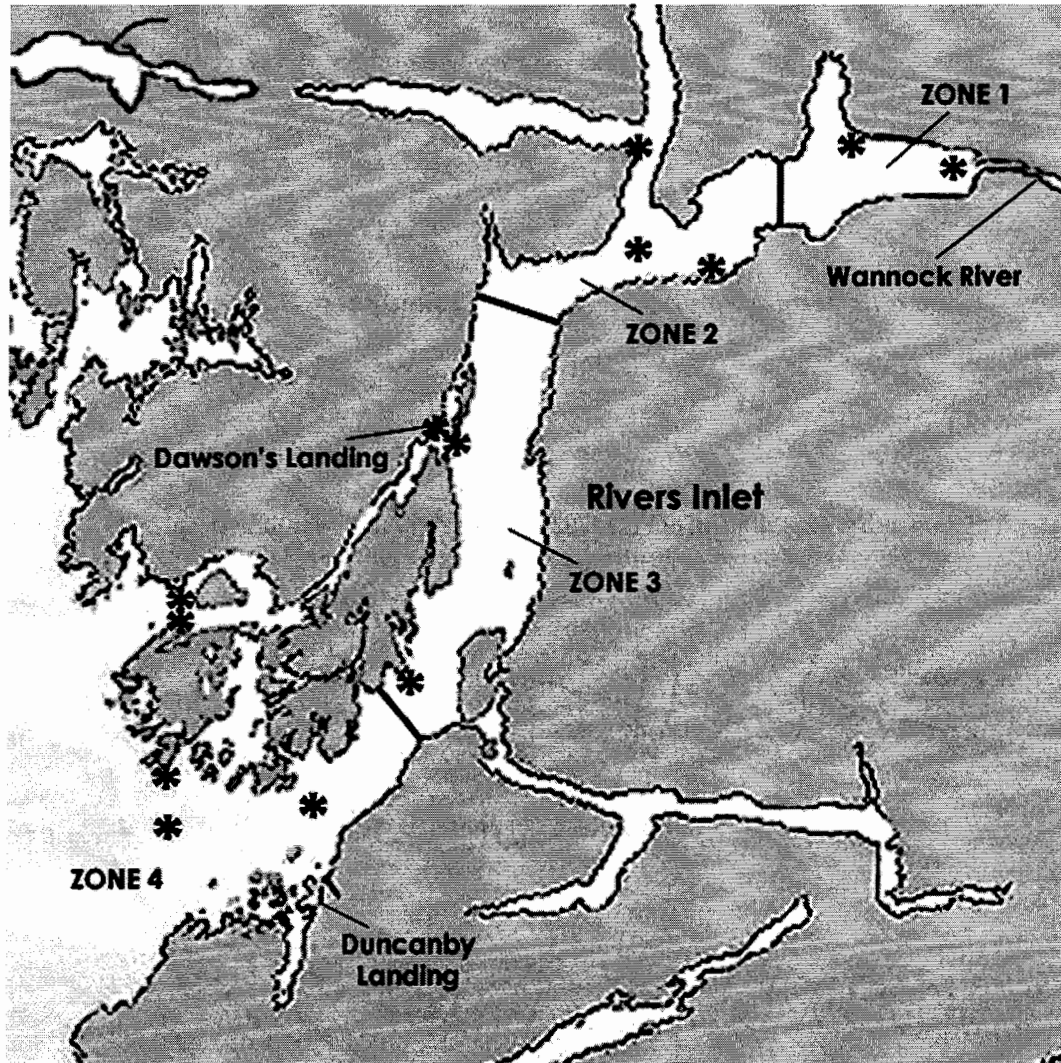 ZONE 1
Wannock River
ZONE 2
Dawson's Landing
Rivers Inlet
ZONE 3
ZONE 4
Duncanby
Landing